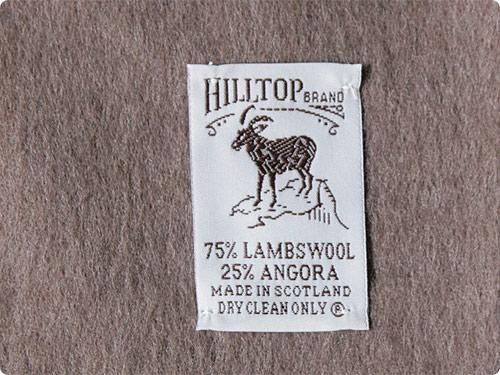 HILLTOP BRAND
75% LAMBSWOOL
25% ANGORA
MADE IN SCOTLAND
DRY CLEAN ONLY Ⓟ